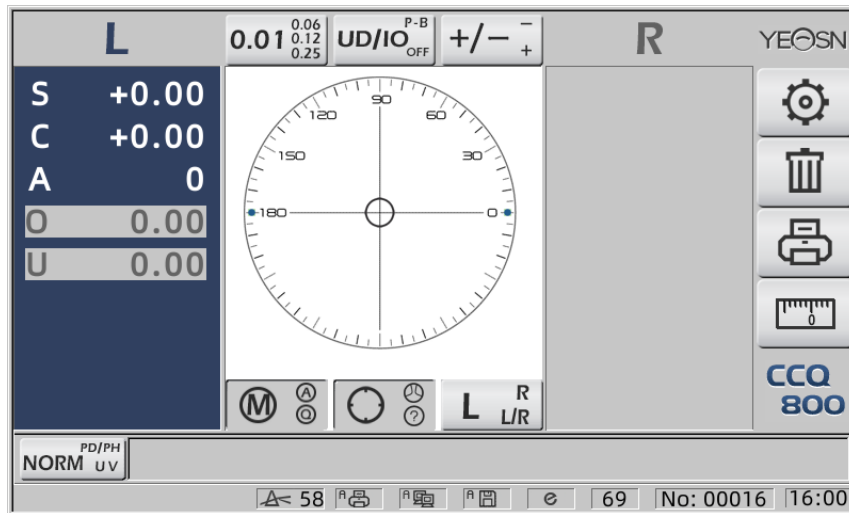 L
0.01 0.06 0.12 0.25
UD/IO P-B OFF
+/- - +
R
YEOSN
S +0.00
C +0.00
A 0
O 0.00
U 0.00
90
120 60
150 30
180 0
0
M A Q
?
L R L/R
CCQ
800
NORM PD/PH UV
58 A A A e 69 No: 00016 16:00